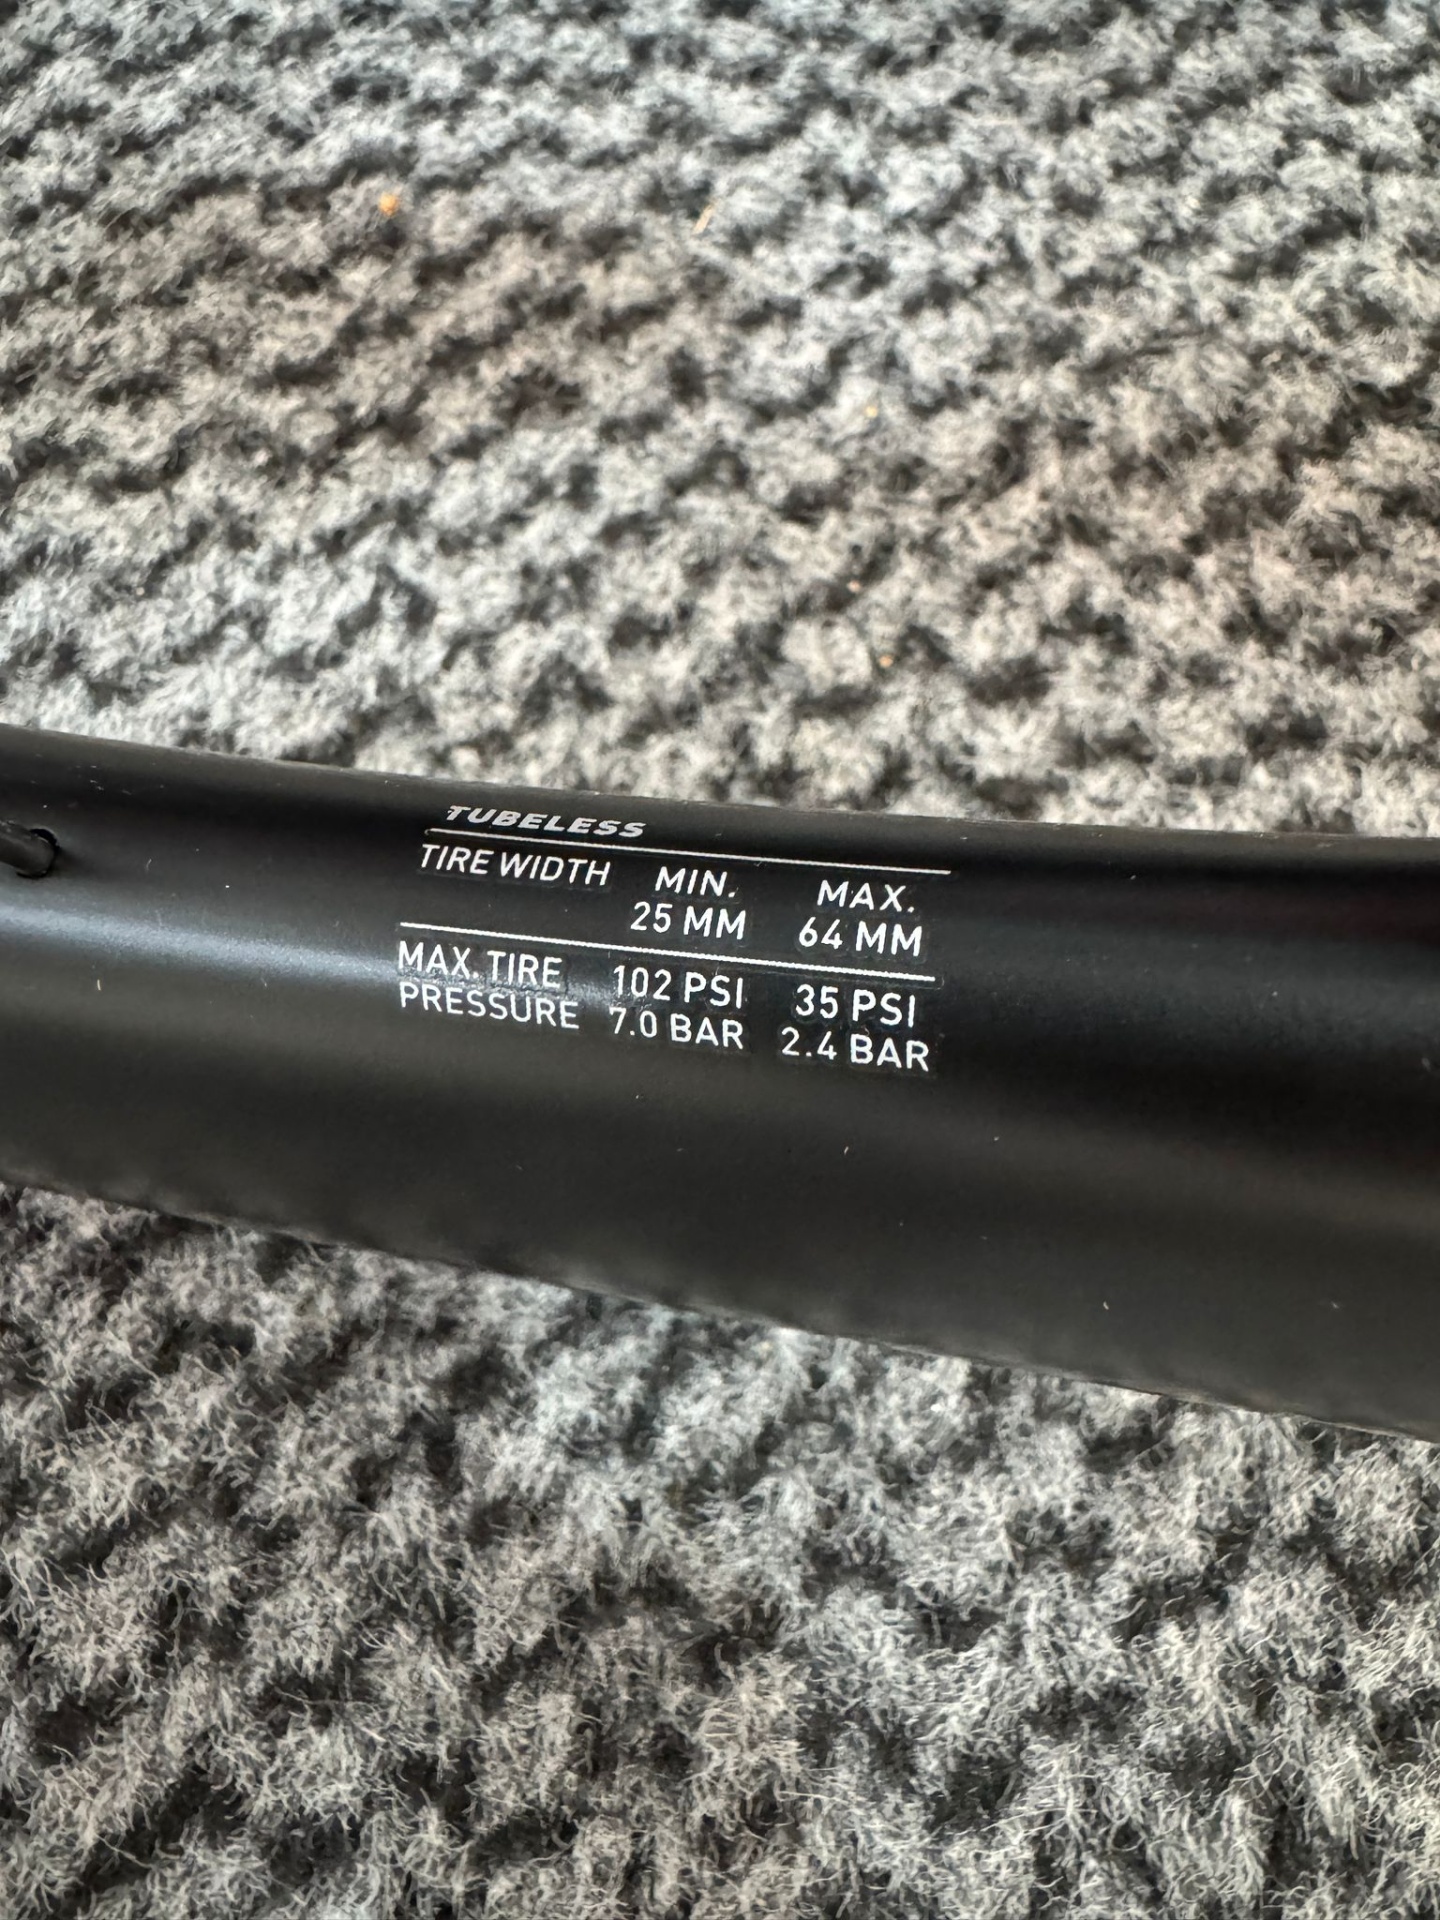 TUBELESS
TIRE WIDTH MIN. MAX.
25 MM 64 MM
MAX. TIRE 102 PSI 35 PSI
PRESSURE 7.0 BAR 2.4 BAR